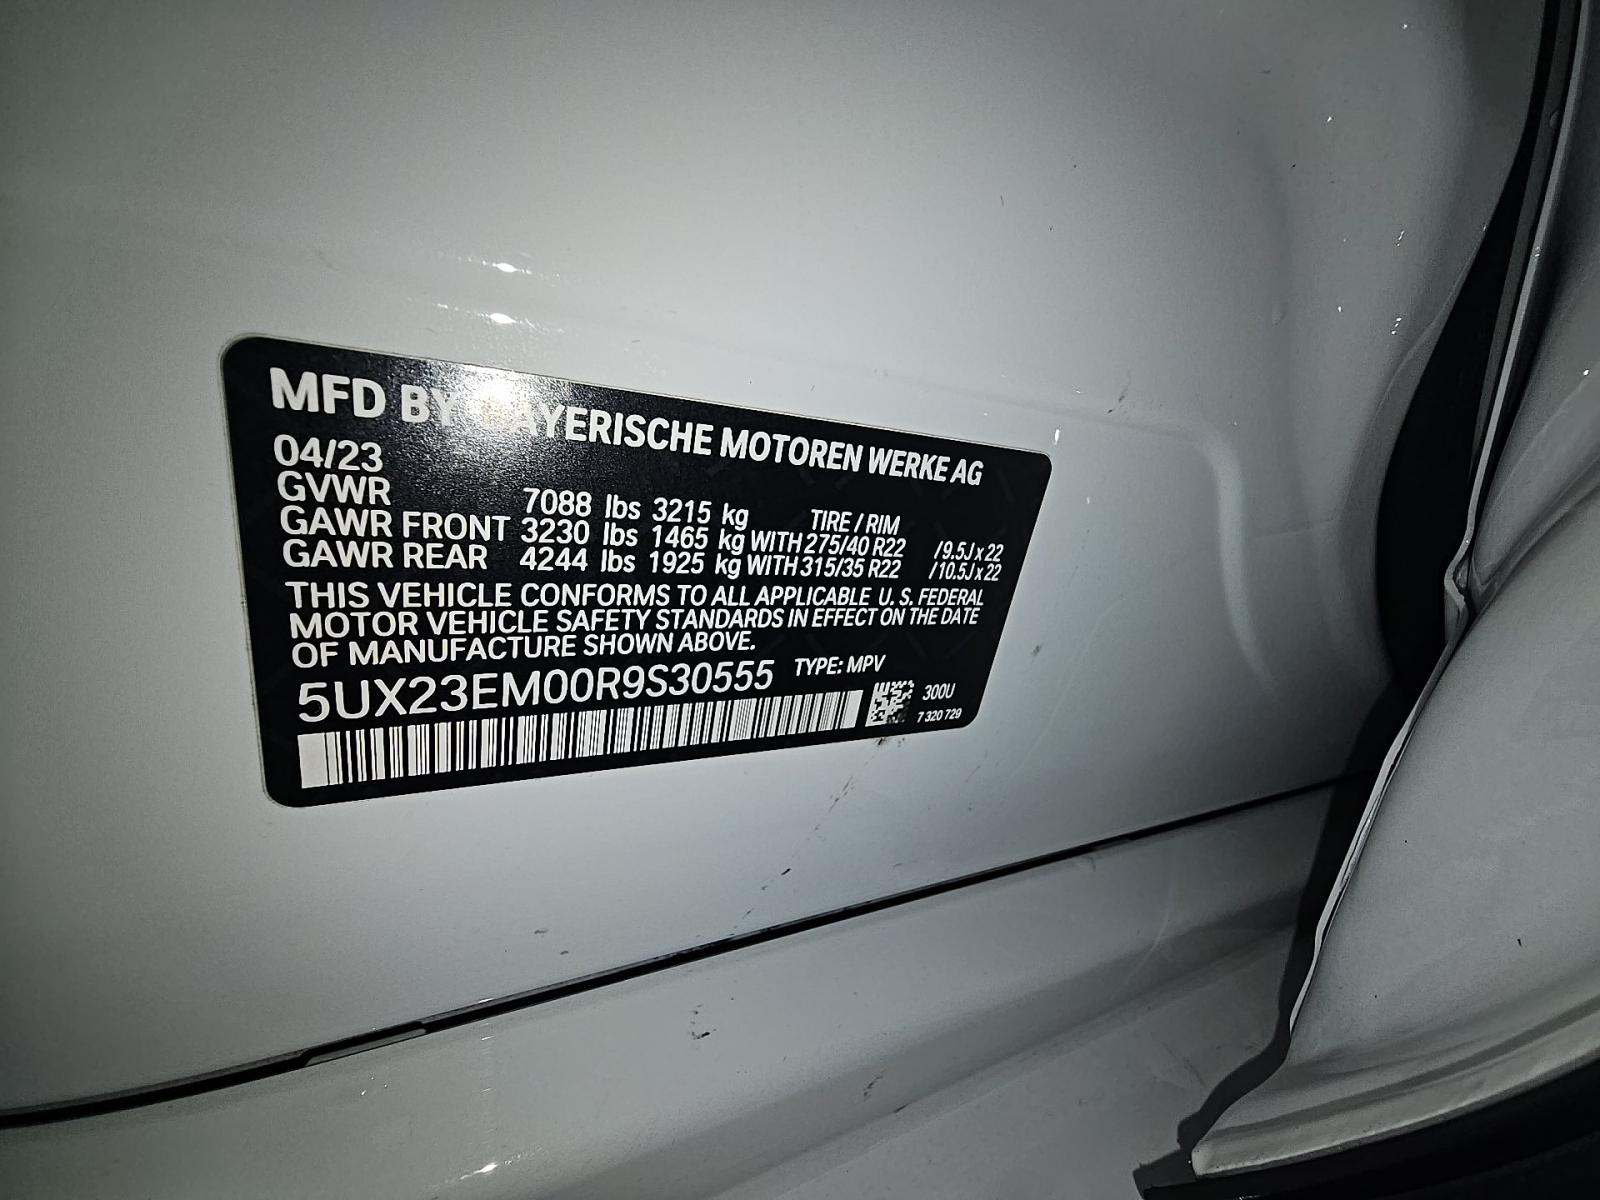 MFD BY BAYERISCHE MOTOREN WERKE AG
04/23
GVWR 7088 lbs 3215 kg TIRE / RIM
GAWR FRONT 3230 lbs 1465 kg WITH 275/40 R22 /9.5J x 22
GAWR REAR 4244 lbs 1925 kg WITH 315/35 R22 /10.5J x 22
THIS VEHICLE CONFORMS TO ALL APPLICABLE U. S. FEDERAL
MOTOR VEHICLE SAFETY STANDARDS IN EFFECT ON THE DATE
OF MANUFACTURE SHOWN ABOVE.
5UX23EM00R9S30555 TYPE: MPV
300U
7 320 729